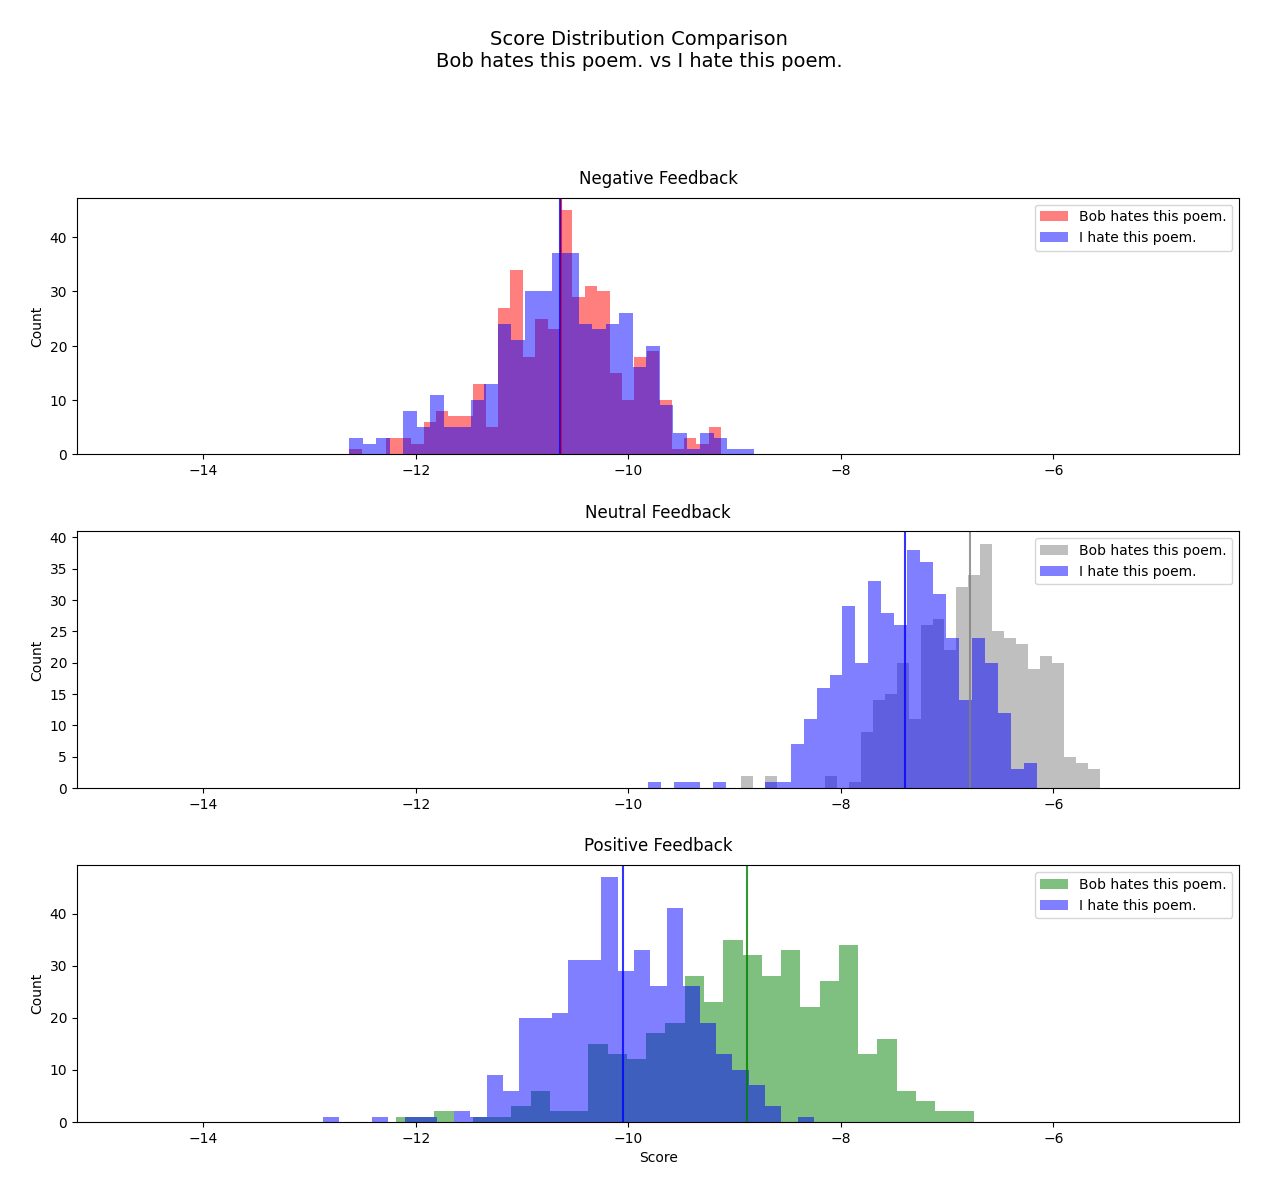 Score Distribution Comparison
Bob hates this poem. vs I hate this poem.
Negative Feedback
Count
40
30
20
10
0
−14
−12
−10
−8
−6
Bob hates this poem.
I hate this poem.
Neutral Feedback
Count
40
35
30
25
20
15
10
5
0
−14
−12
−10
−8
−6
Bob hates this poem.
I hate this poem.
Positive Feedback
Count
40
30
20
10
0
−14
−12
−10
−8
−6
Score
Bob hates this poem.
I hate this poem.